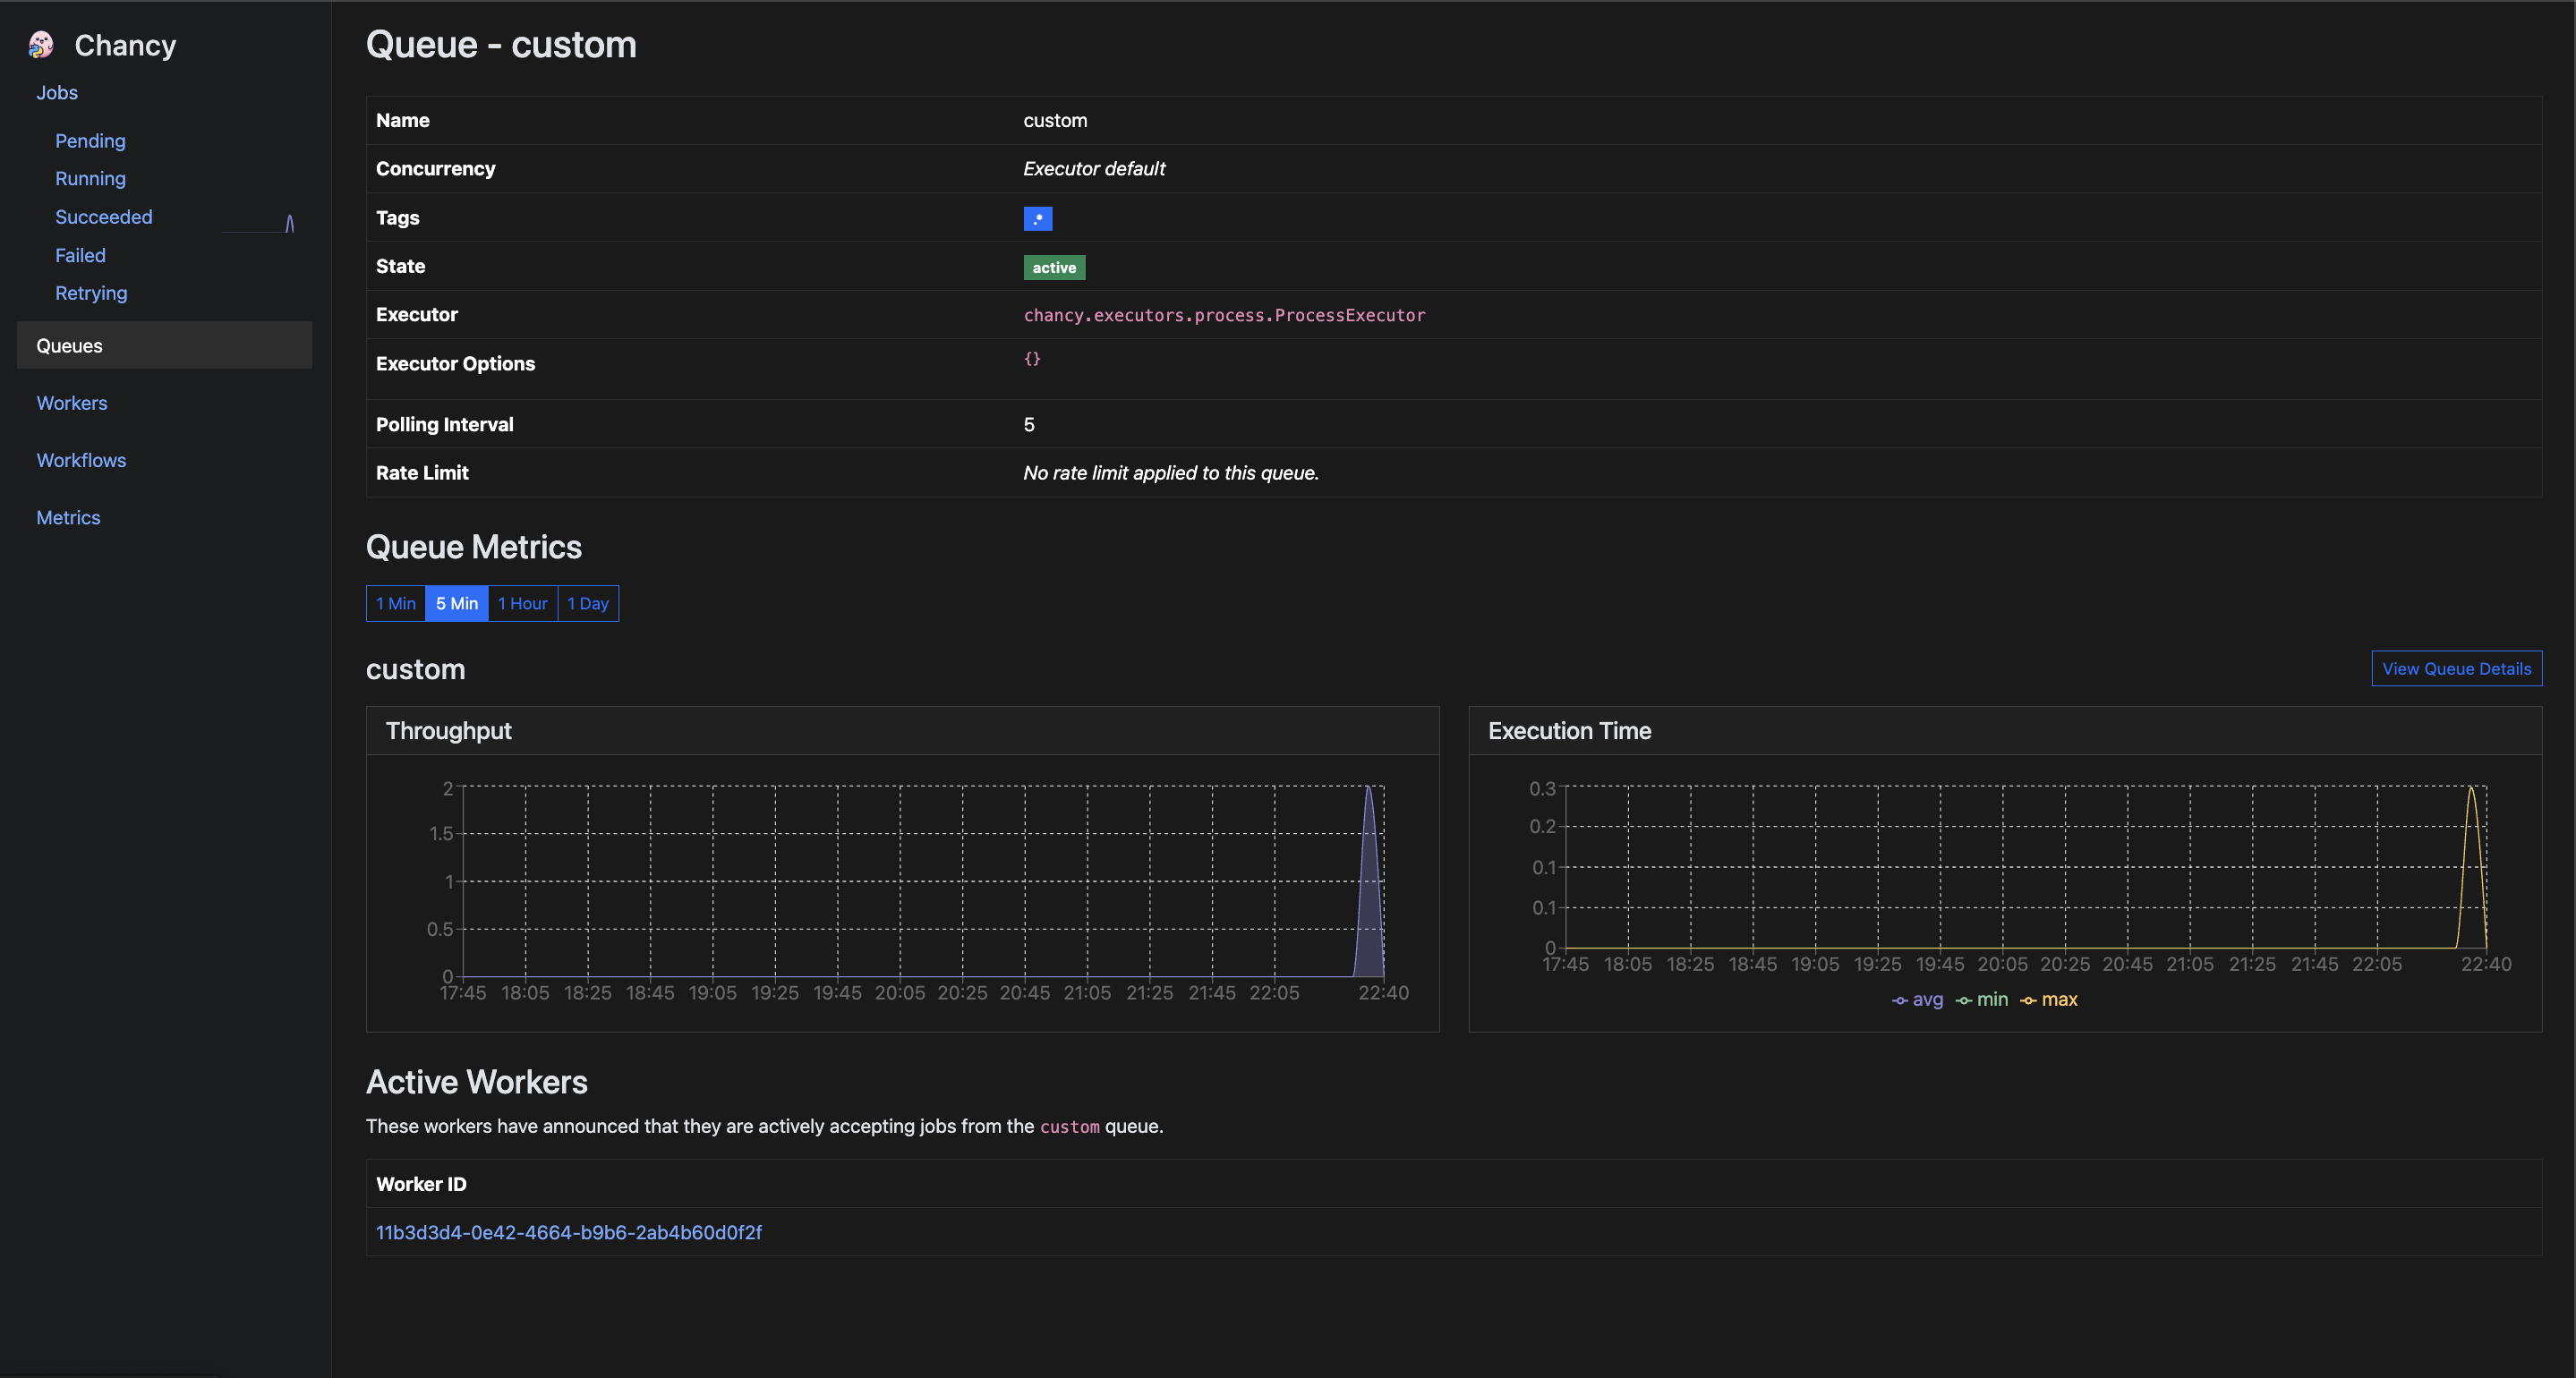 Chancy
Jobs
Pending
Running
Succeeded
Failed
Retrying
Queues
Workers
Workflows
Metrics
Queue - custom
Name custom
Concurrency Executor default
Tags .*
State active
Executor chancy.executors.process.ProcessExecutor
Executor Options {}
Polling Interval 5
Rate Limit No rate limit applied to this queue.
Queue Metrics
1 Min 5 Min 1 Hour 1 Day
custom
View Queue Details
Throughput
2
1.5
1
0.5
0
17:45 18:05 18:25 18:45 19:05 19:25 19:45 20:05 20:25 20:45 21:05 21:25 21:45 22:05 22:40
Execution Time
0.3
0.2
0.1
0.1
0
17:45 18:05 18:25 18:45 19:05 19:25 19:45 20:05 20:25 20:45 21:05 21:25 21:45 22:05 22:40
avg min max
Active Workers
These workers have announced that they are actively accepting jobs from the custom queue.
Worker ID
11b3d3d4-0e42-4664-b9b6-2ab4b60d0f2f